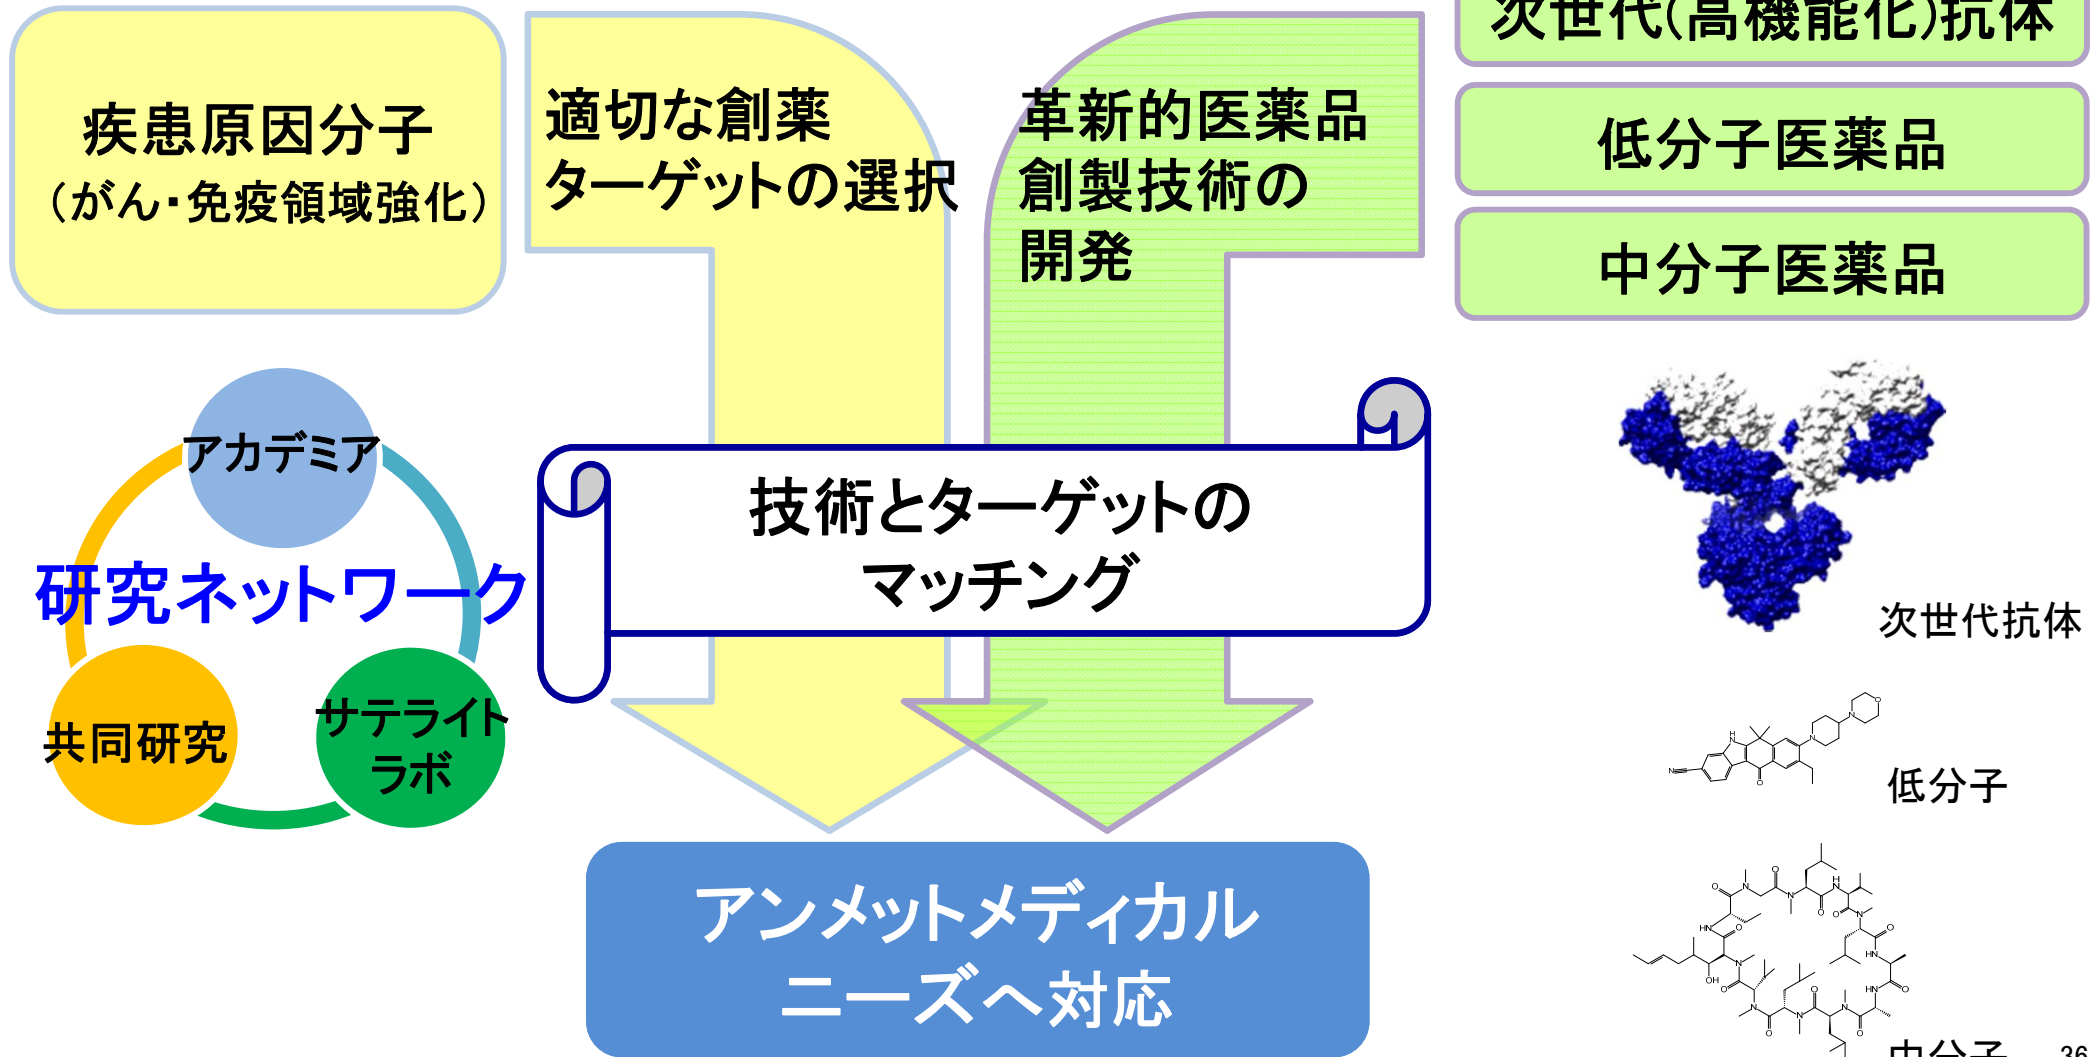 疾患原因分子
（がん・免疫領域強化）
適切な創薬
ターゲットの選択
革新的医薬品
創製技術の
開発
次世代(高機能化)抗体
低分子医薬品
中分子医薬品
アカデミア
研究ネットワーク
共同研究
サテライト
ラボ
技術とターゲットの
マッチング
アンメットメディカル
ニーズへ対応
次世代抗体
低分子
中分子
36